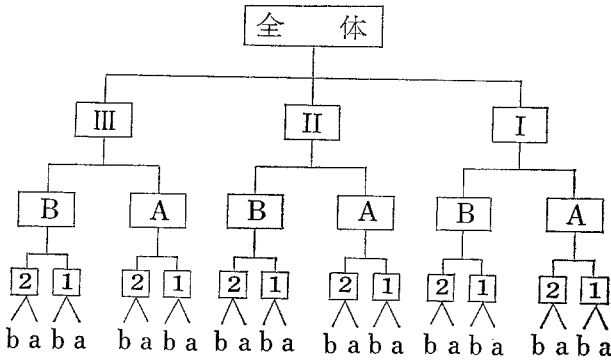 全 体
III II I
B A B A B A
2 1 2 1 2 1 2 1 2 1 2 1
b a b a b a b a b a b a b a b a b a b a b a b a